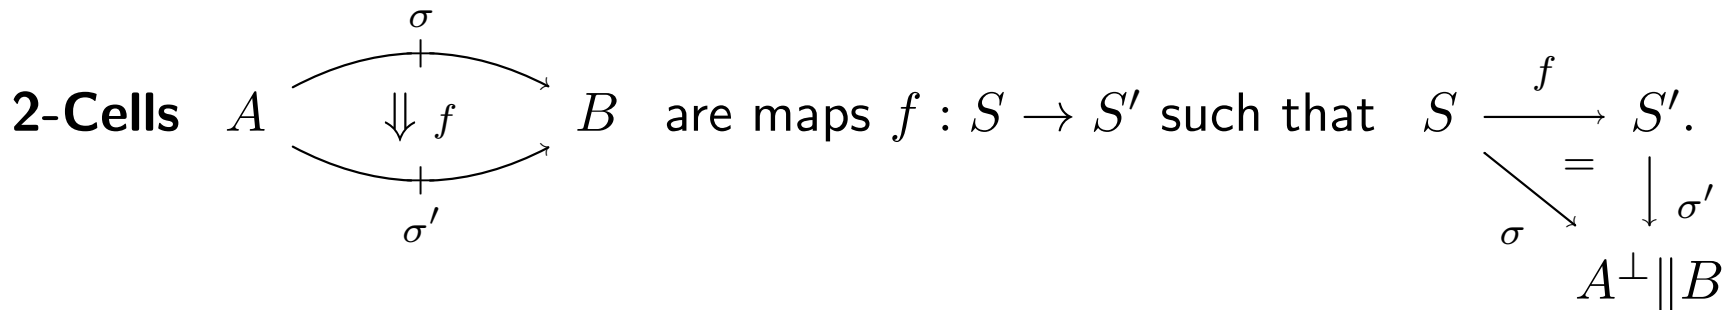 σ
f
2-Cells A ⇓ f B are maps f : S → S′ such that S → S′.
=
σ′
σ′
σ
A⊥∥B